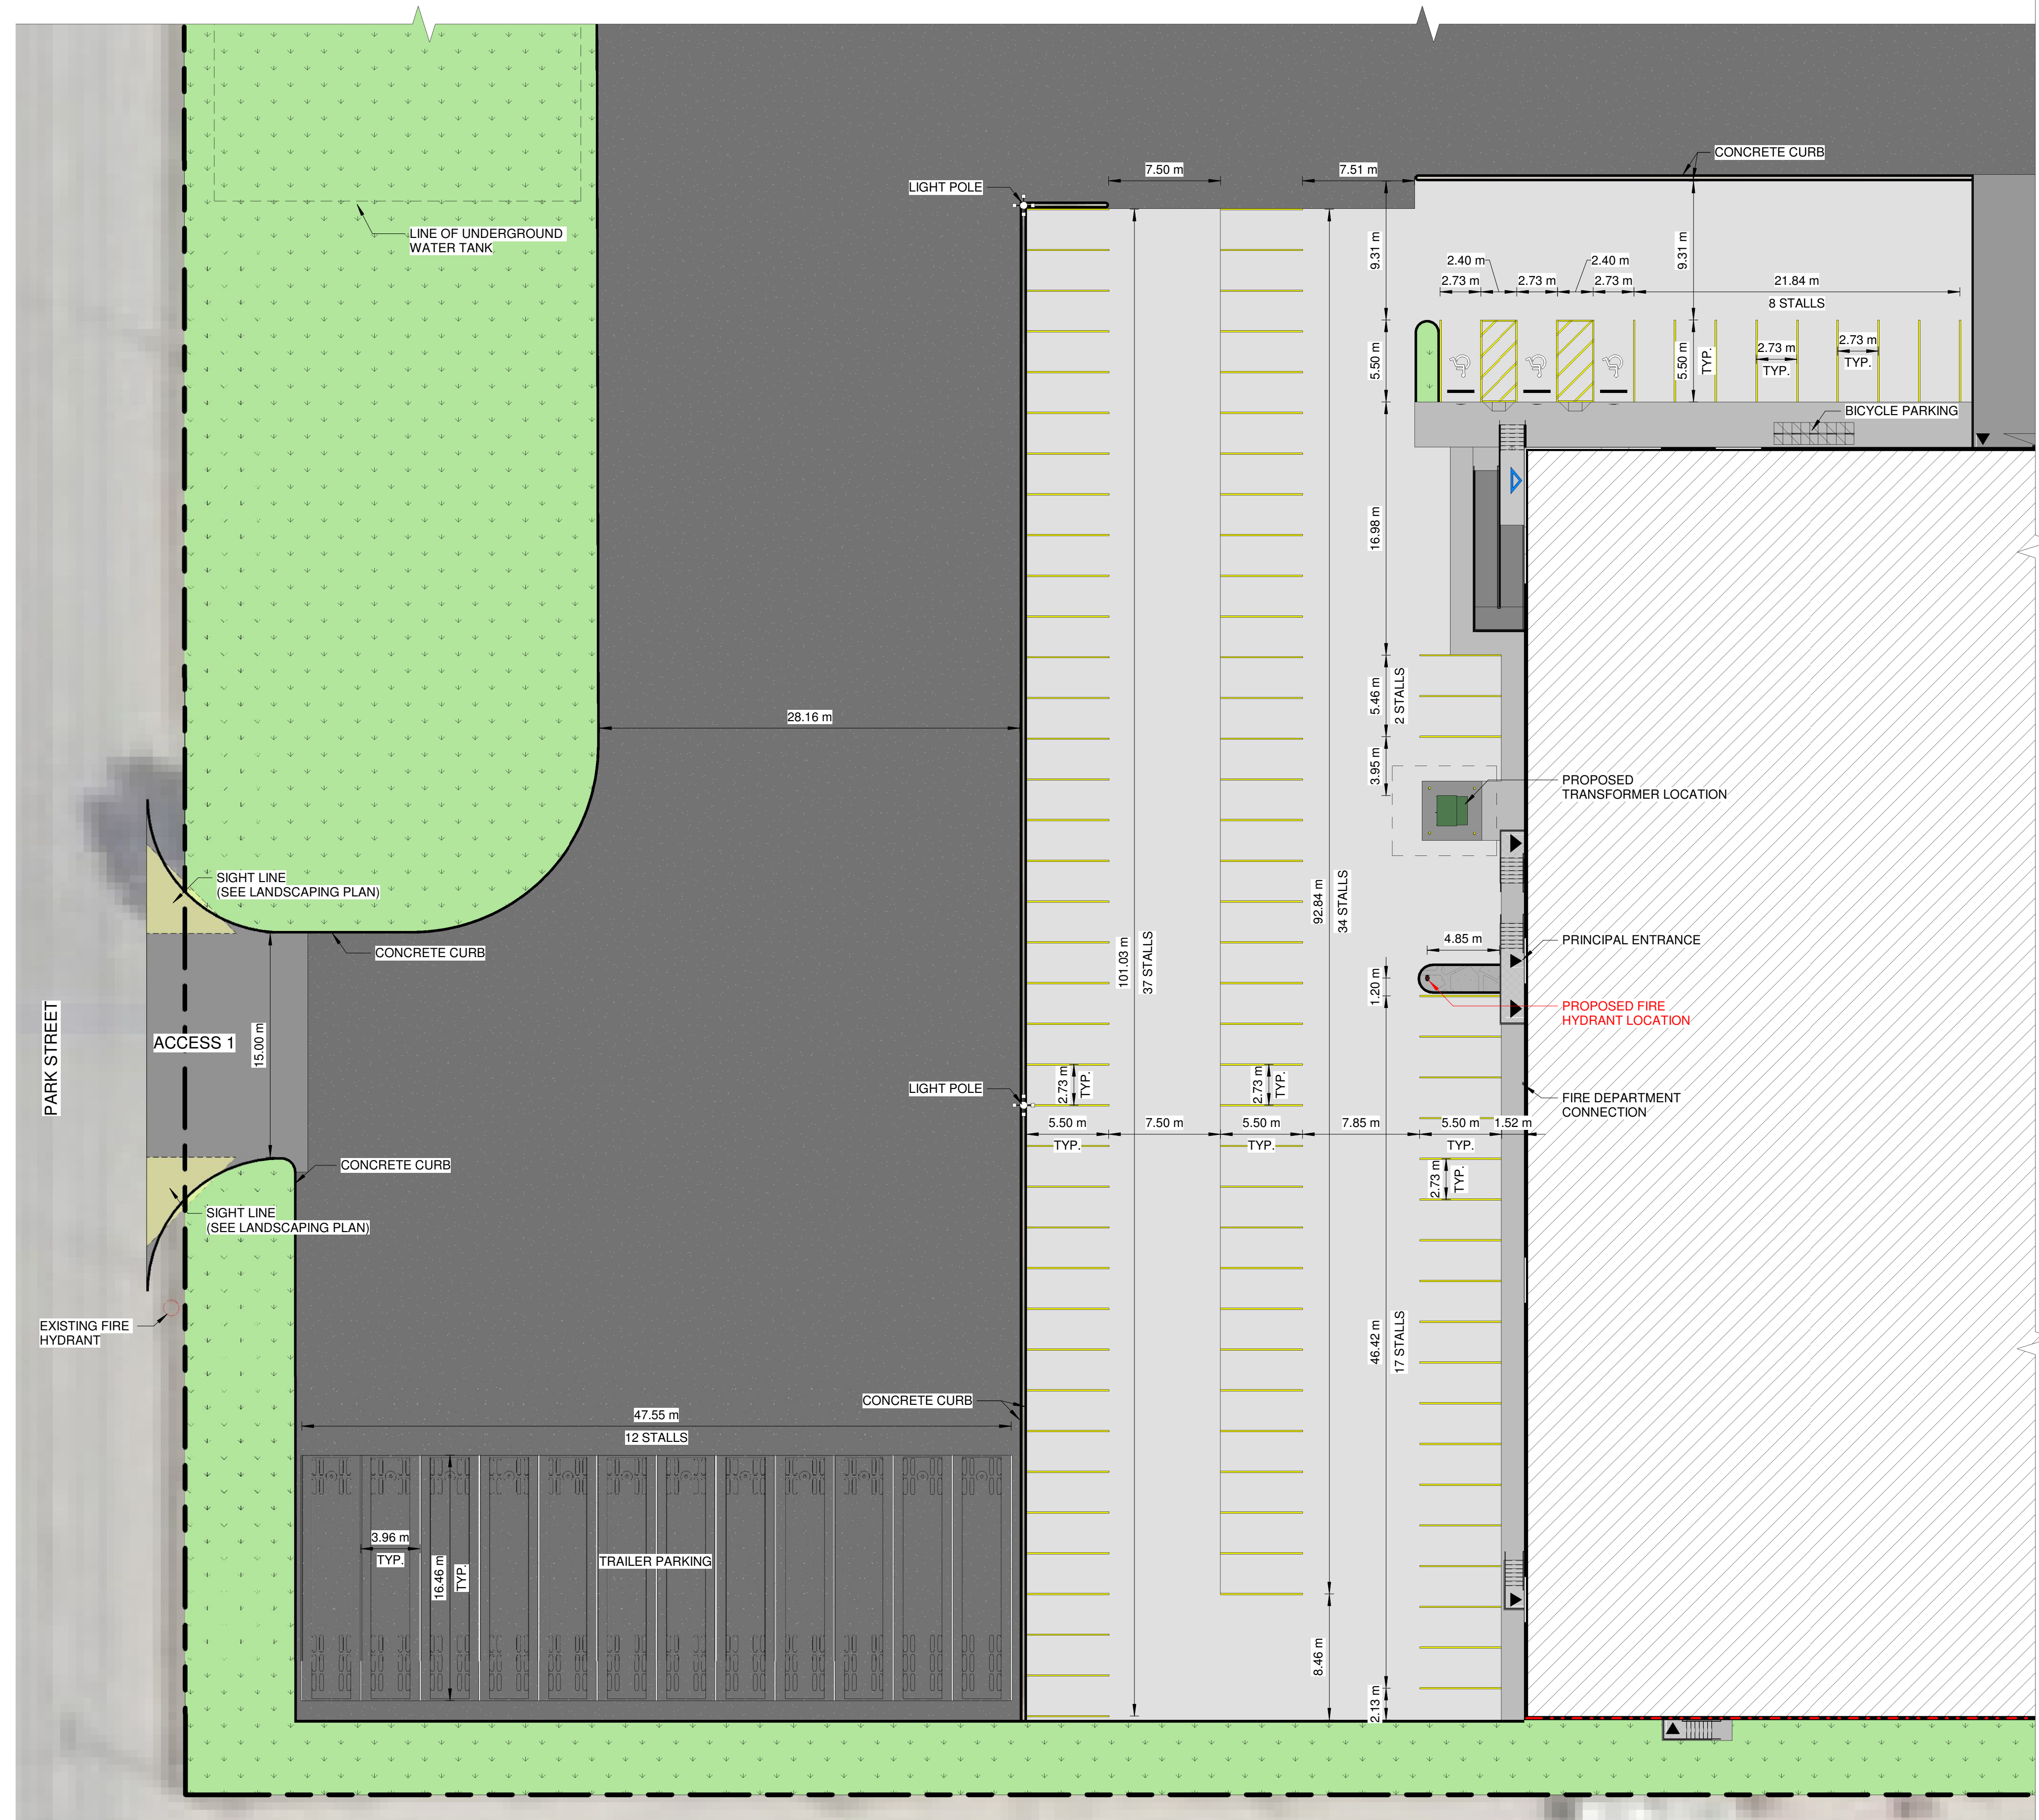 CONCRETE CURB
7.50 m
7.51 m
LIGHT POLE
LINE OF UNDERGROUND
WATER TANK
9.31 m
9.31 m
2.40 m
2.40 m
2.73 m
2.73 m
2.73 m
21.84 m
8 STALLS
5.50 m
5.50 m
TYP.
2.73 m
TYP.
2.73 m
TYP.
BICYCLE PARKING
16.98 m
5.46 m
2 STALLS
28.16 m
3.95 m
PROPOSED
TRANSFORMER LOCATION
SIGHT LINE
(SEE LANDSCAPING PLAN)
92.84 m
34 STALLS
CONCRETE CURB
101.03 m
37 STALLS
4.85 m
PRINCIPAL ENTRANCE
1.20 m
PROPOSED FIRE
HYDRANT LOCATION
PARK STREET
ACCESS 1
15.00 m
LIGHT POLE
2.73 m
TYP.
2.73 m
TYP.
FIRE DEPARTMENT
CONNECTION
5.50 m
TYP.
7.50 m
5.50 m
TYP.
7.85 m
5.50 m
TYP.
1.52 m
CONCRETE CURB
2.73 m
TYP.
SIGHT LINE
(SEE LANDSCAPING PLAN)
EXISTING FIRE
HYDRANT
46.42 m
17 STALLS
CONCRETE CURB
47.55 m
12 STALLS
3.96 m
TYP.
16.46 m
TYP.
TRAILER PARKING
8.46 m
2.13 m